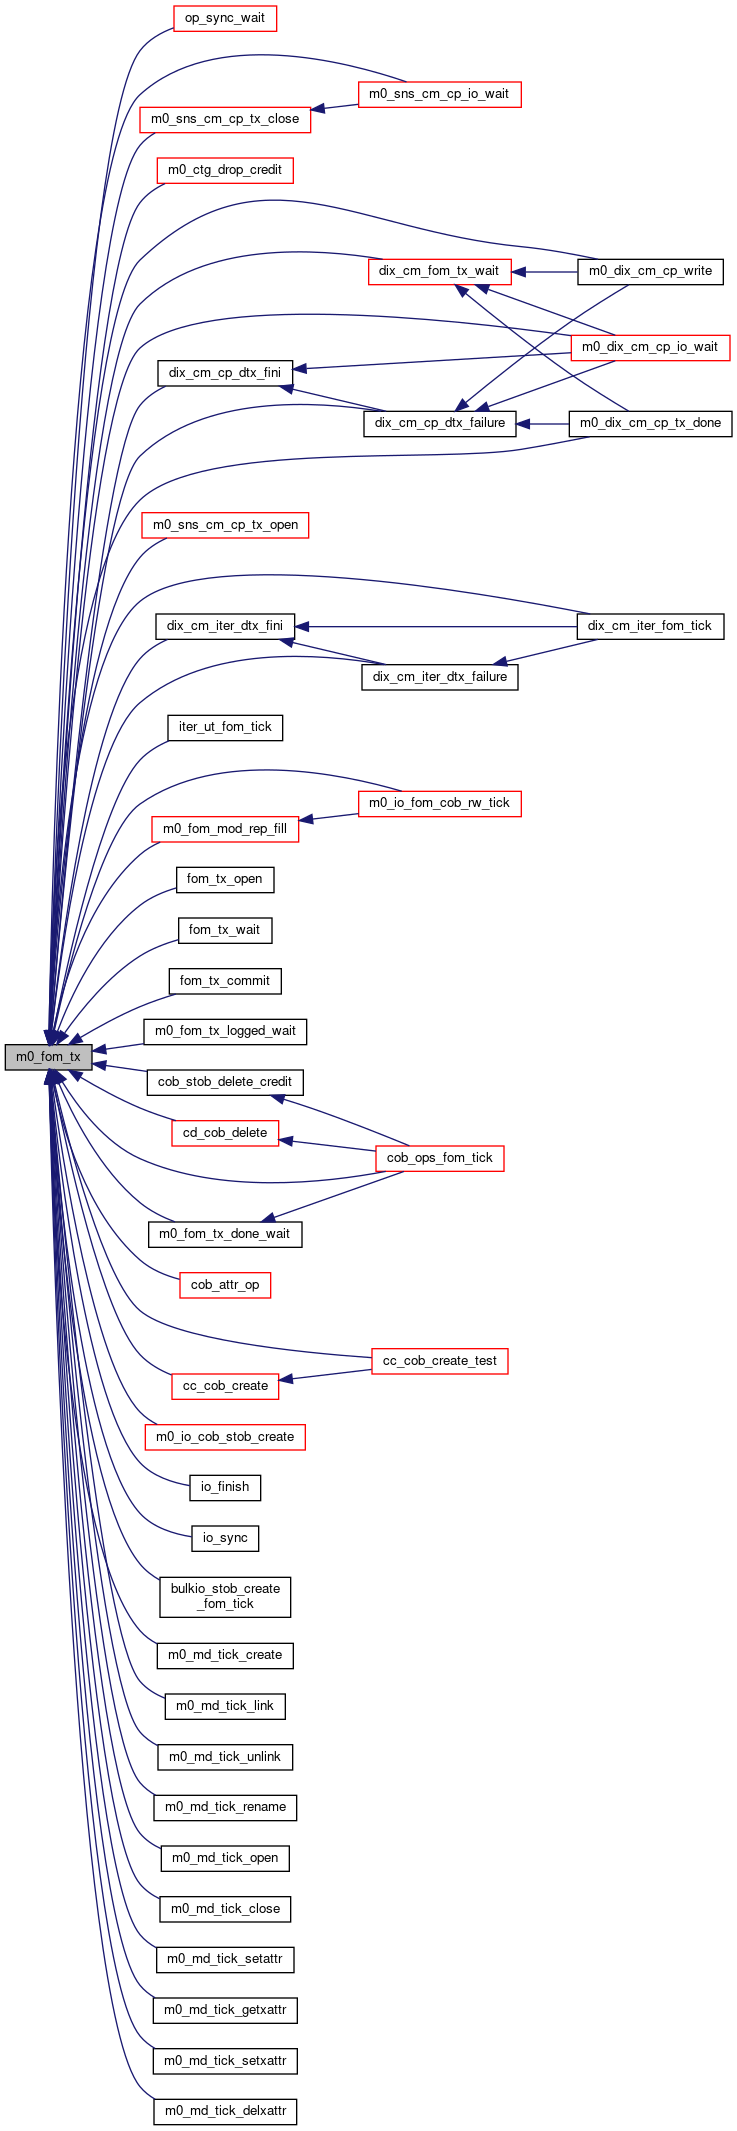 op_sync_wait
m0_sns_cm_cp_io_wait
m0_sns_cm_cp_tx_close
m0_ctg_drop_credit
dix_cm_fom_tx_wait
m0_dix_cm_cp_write
m0_dix_cm_cp_io_wait
dix_cm_cp_dtx_fini
dix_cm_cp_dtx_failure
m0_dix_cm_cp_tx_done
m0_sns_cm_cp_tx_open
dix_cm_iter_dtx_fini
dix_cm_iter_fom_tick
dix_cm_iter_dtx_failure
iter_ut_fom_tick
m0_io_fom_cob_rw_tick
m0_fom_mod_rep_fill
fom_tx_open
fom_tx_wait
fom_tx_commit
m0_fom_tx_logged_wait
m0_fom_tx
cob_stob_delete_credit
cd_cob_delete
cob_ops_fom_tick
m0_fom_tx_done_wait
cob_attr_op
cc_cob_create_test
cc_cob_create
m0_io_cob_stob_create
io_finish
io_sync
bulkio_stob_create
_fom_tick
m0_md_tick_create
m0_md_tick_link
m0_md_tick_unlink
m0_md_tick_rename
m0_md_tick_open
m0_md_tick_close
m0_md_tick_setattr
m0_md_tick_getxattr
m0_md_tick_setxattr
m0_md_tick_delxattr